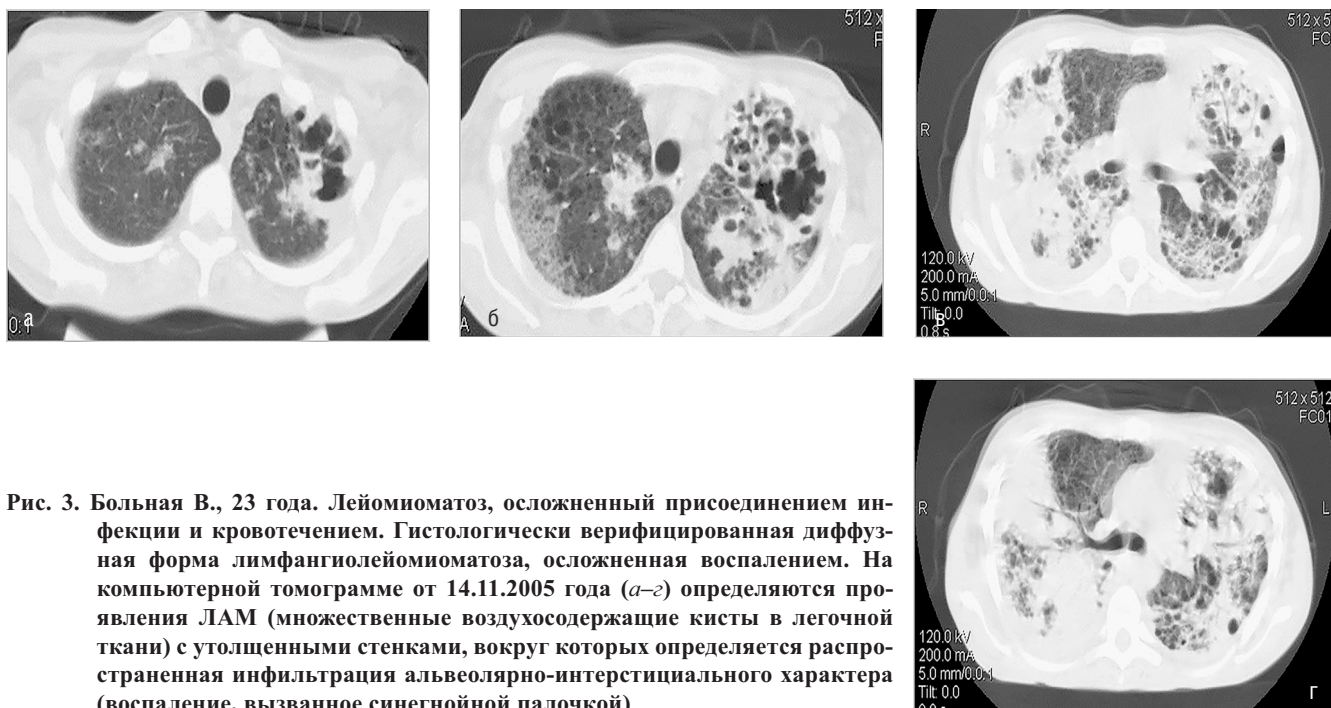 512 x
F
512 x 5
FC
R
0:1
а
A
б
120.0 kV
200.0 mA
5.0 mm/0.0:1
Tilt: 0.0
0.8 s
в
512 x 512
FC01
R
L
Рис. 3. Больная В., 23 года. Лейомиоматоз, осложненный присоединением ин-
фекции и кровотечением. Гистологически верифицированная диффуз-
ная форма лимфангиолейомиоматоза, осложненная воспалением. На
компьютерной томограмме от 14.11.2005 года (а–г) определяются про-
явления ЛАМ (множественные воздухосодержащие кисты в легочной
ткани) с утолщенными стенками, вокруг которых определяется распро-
страненная инфильтрация альвеолярно-интерстициального характера
(воспаление, вызванное синегнойной палочкой)
120.0 kV
200.0 mA
5.0 mm/0.0:1
Tilt: 0.0
г